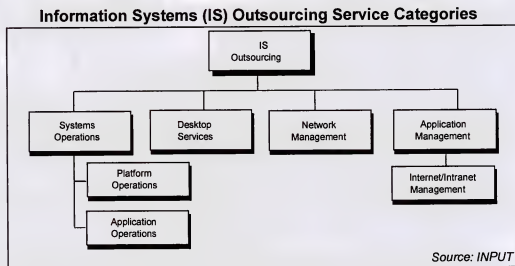 Information Systems (IS) Outsourcing Service Categories
IS
Outsourcing
Systems
Operations
Desktop
Services
Network
Management
Application
Management
Platform
Operations
Internet/Intranet
Management
Application
Operations
Source: INPUT